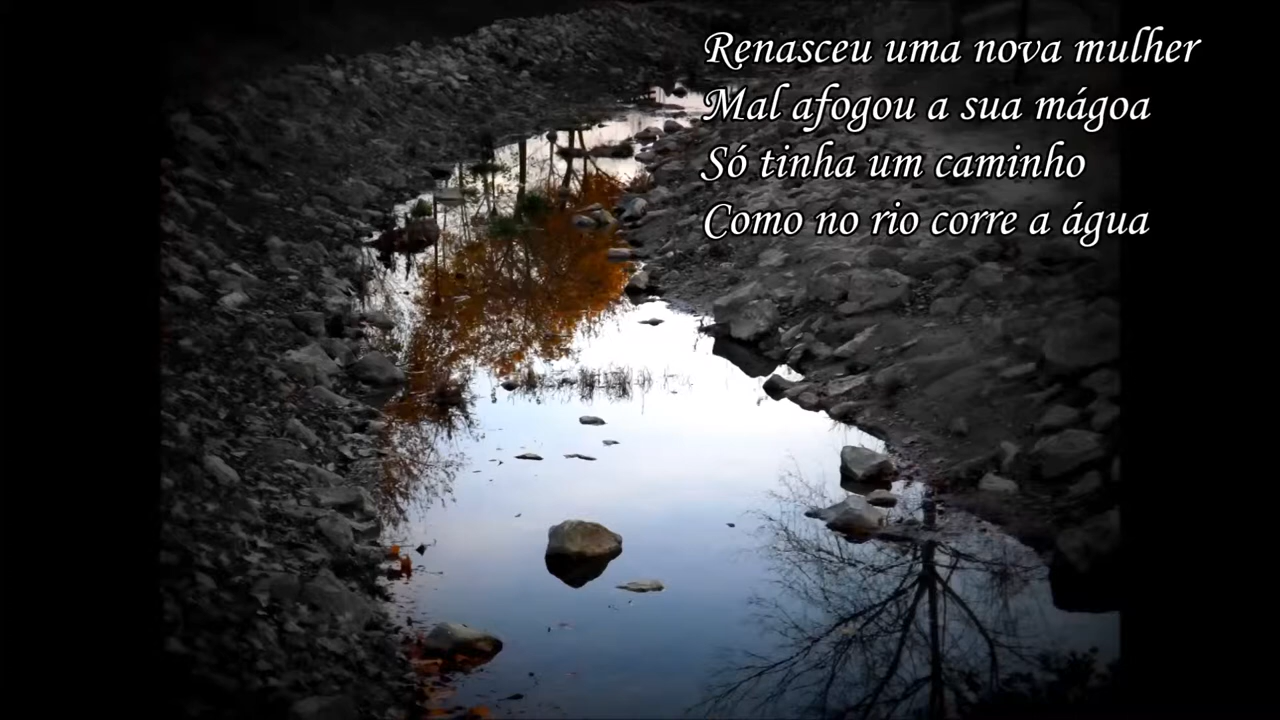 Renasceu uma nova mulher
Mal afogou a sua mágoa
Só tinha um caminho
Como no rio corre a água